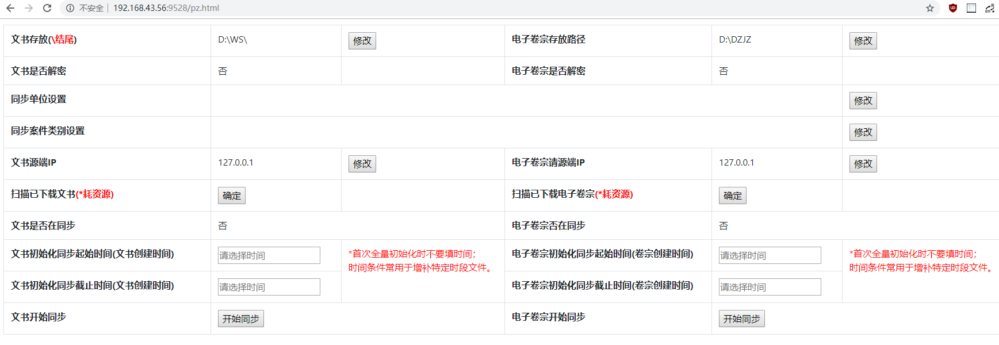 不安全 192.168.43.56:9528/pz.html
文书存放(\结尾) D:\WS\ 修改 电子卷宗存放路径 D:\DZJZ 修改
文书是否解密 否 电子卷宗是否解密 否
同步单位设置 修改
同步案件类别设置 修改
文书源端IP 127.0.0.1 修改 电子卷宗请源端IP 127.0.0.1 修改
扫描已下载文书(*耗资源) 确定 扫描已下载电子卷宗(*耗资源) 确定
文书是否在同步 否 电子卷宗否在同步 否
文书初始化同步起始时间(文书创建时间) 请选择时间 *首次全量初始化时不要填时间; 电子卷宗初始化同步起始时间(卷宗创建时间) 请选择时间 *首次全量初始化时不要填时间;
时间条件常用于增补特定时段文件。 时间条件常用于增补特定时段文件。
文书初始化同步截止时间(文书创建时间) 请选择时间 电子卷宗初始化同步截止时间(卷宗创建时间) 请选择时间
文书开始同步 开始同步 电子卷宗开始同步 开始同步